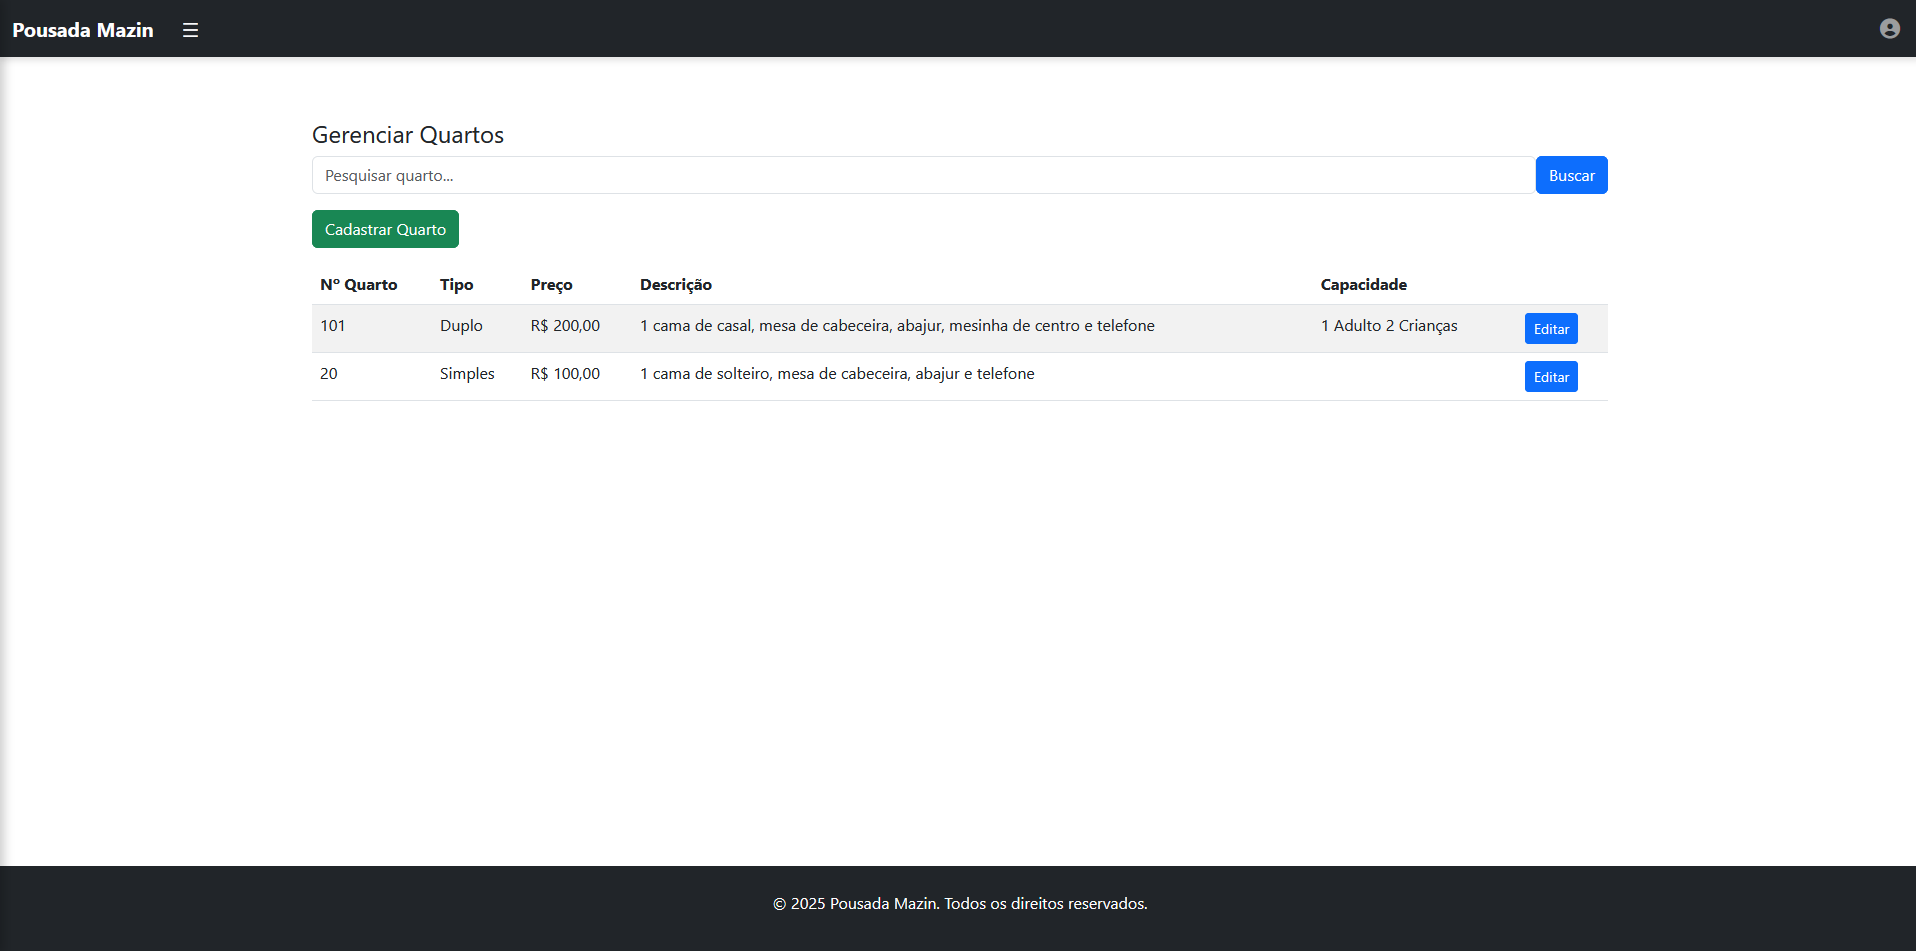 Pousada Mazin
Gerenciar Quartos
Pesquisar quarto...
Buscar
Cadastrar Quarto
Nº Quarto Tipo Preço Descrição Capacidade
101 Duplo R$ 200,00 1 cama de casal, mesa de cabeceira, abajur, mesinha de centro e telefone 1 Adulto 2 Crianças Editar
20 Simples R$ 100,00 1 cama de solteiro, mesa de cabeceira, abajur e telefone Editar
© 2025 Pousada Mazin. Todos os direitos reservados.